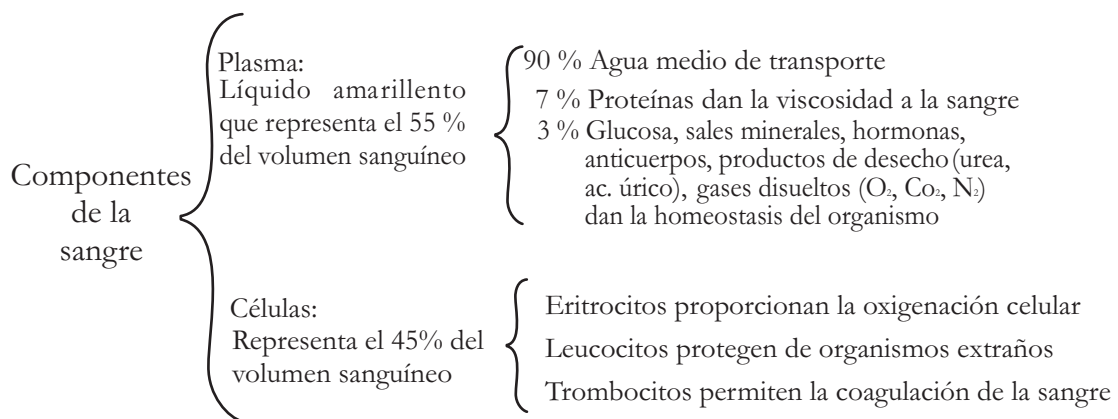 Componentes
de la
sangre
Plasma:
Líquido amarillento
que representa el 55 %
del volumen sanguíneo
90 % Agua medio de transporte
7 % Proteínas dan la viscosidad a la sangre
3 % Glucosa, sales minerales, hormonas,
anticuerpos, productos de desecho (urea,
ac. úrico), gases disueltos (O₂, Co₂, N₂)
dan la homeostasis del organismo
Células:
Representa el 45% del
volumen sanguíneo
Eritrocitos proporcionan la oxigenación celular
Leucocitos protegen de organismos extraños
Trombocitos permiten la coagulación de la sangre